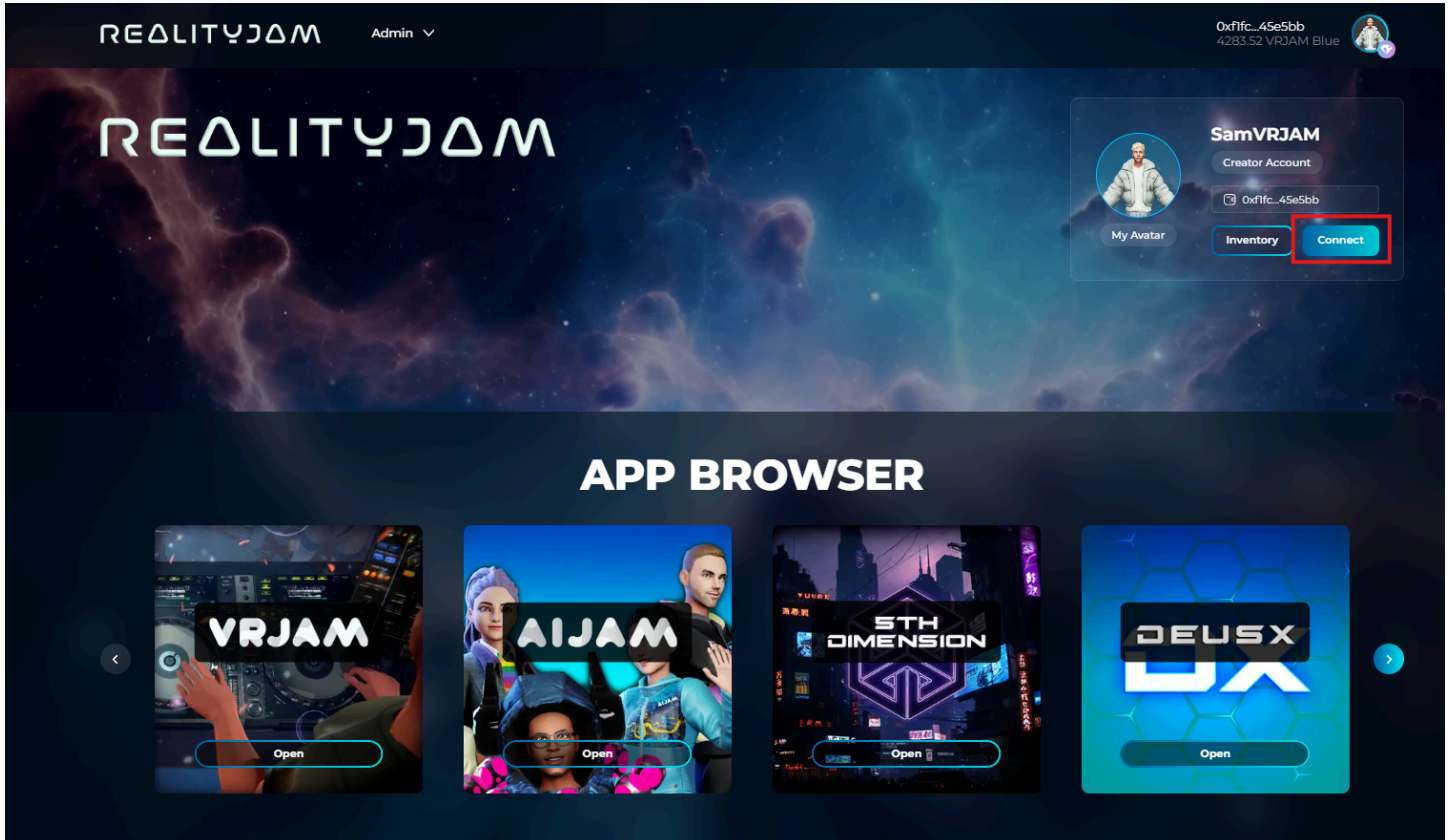 REALITYJAM
Admin
0xf1fc...45e5bb
4283.52 VRJAM Blue
REALITYJAM
SamVRJAM
Creator Account
0xf1fc...45e5bb
My Avatar
Inventory
Connect
APP BROWSER
VRJAM
Open
AIJAM
Open
5TH
DIMENSION
Open
DEUSX
DX
Open